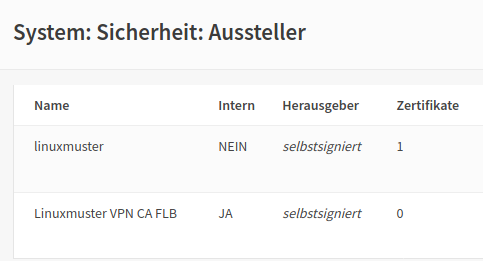 System: Sicherheit: Aussteller
Name Intern Herausgeber Zertifikate
linuxmuster NEIN selbstsigniert 1
Linuxmuster VPN CA FLB JA selbstsigniert 0